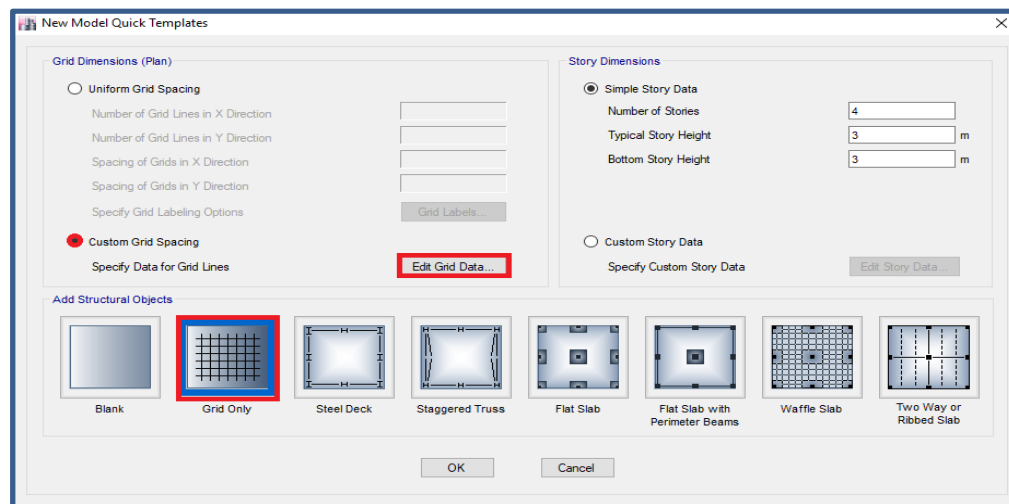 New Model Quick Templates
Grid Dimensions (Plan)
Uniform Grid Spacing
Number of Grid Lines in X Direction
Number of Grid Lines in Y Direction
Spacing of Grids in X Direction
Spacing of Grids in Y Direction
Specify Grid Labeling Options
Grid Labels...
Custom Grid Spacing
Specify Data for Grid Lines
Edit Grid Data...
Story Dimensions
Simple Story Data
Number of Stories 4
Typical Story Height 3 m
Bottom Story Height 3 m
Custom Story Data
Specify Custom Story Data
Edit Story Data...
Add Structural Objects
Blank
Grid Only
Steel Deck
Staggered Truss
Flat Slab
Flat Slab with
Perimeter Beams
Waffle Slab
Two Way or
Ribbed Slab
OK
Cancel